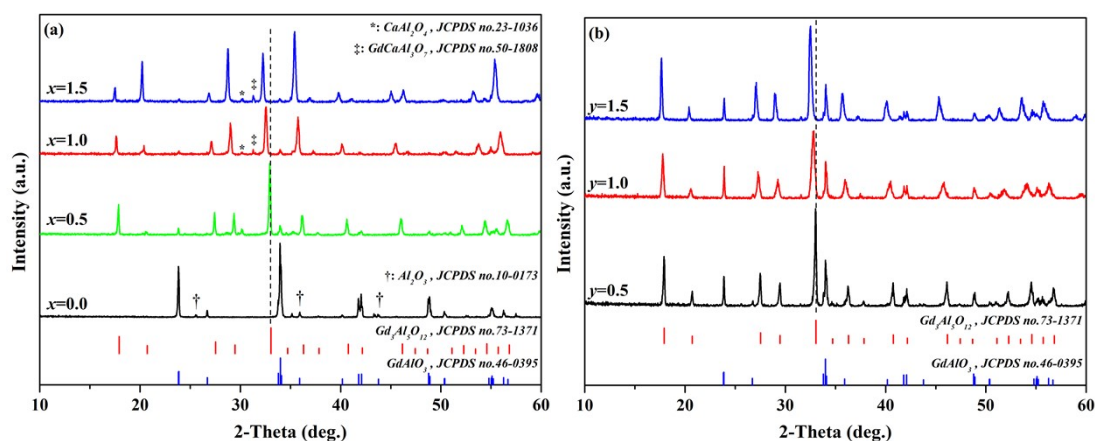 (a)
*: CaAl2O4 , JCPDS no.23-1036
‡: GdCaAl3O7, JCPDS no.50-1808
x=1.5
* ‡
x=1.0
* ‡
x=0.5
†: Al2O3, JCPDS no.10-0173
x=0.0
† † †
Gd3Al5O12, JCPDS no.73-1371
GdAlO3, JCPDS no.46-0395
10 20 30 40 50 60
2-Theta (deg.)
Intensity (a.u.)
(b)
y=1.5
y=1.0
y=0.5
Gd3Al5O12, JCPDS no.73-1371
GdAlO3, JCPDS no.46-0395
10 20 30 40 50 60
2-Theta (deg.)
Intensity (a.u.)